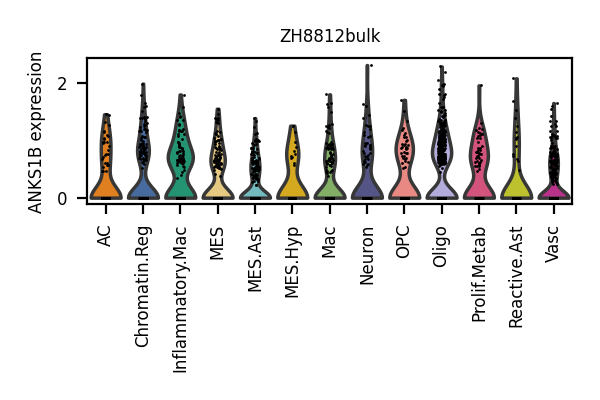 ZH8812bulk
ANKS1B expression
2
0
AC
Chromatin.Reg
Inflammatory.Mac
MES
MES.Ast
MES.Hyp
Mac
Neuron
OPC
Oligo
Prolif.Metab
Reactive.Ast
Vasc